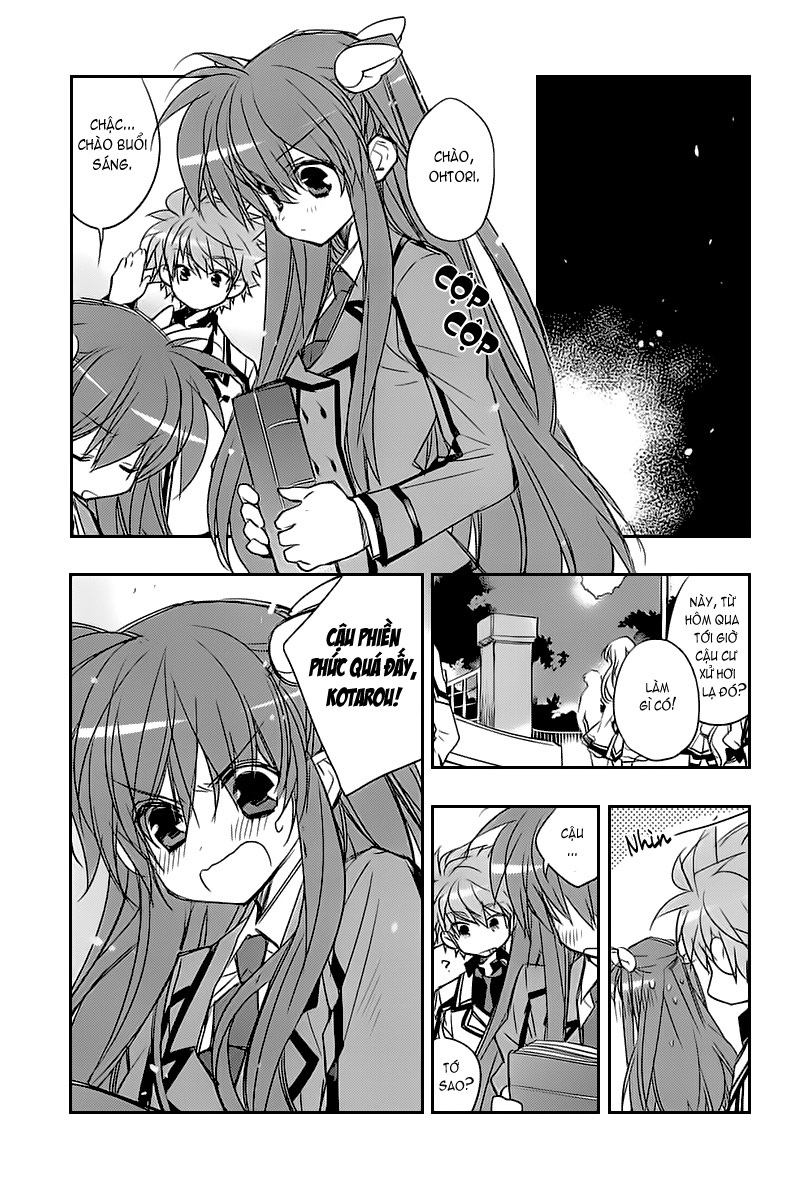 CHÀO,
OHTORI.
CỘP
CỘP
CHẬC...
CHÀO BUỔI
SÁNG.
NÀY, TỪ
HÔM QUA
TỚI GIỜ
CẬU CƯ
XỬ HƠI
LẠ ĐÓ?
LÀM
GÌ CÓ!
Nhìn
CẬU
...
?
TỚ
SAO?
CẬU PHIỀN
PHỨC QUÁ ĐẤY,
KOTAROU!